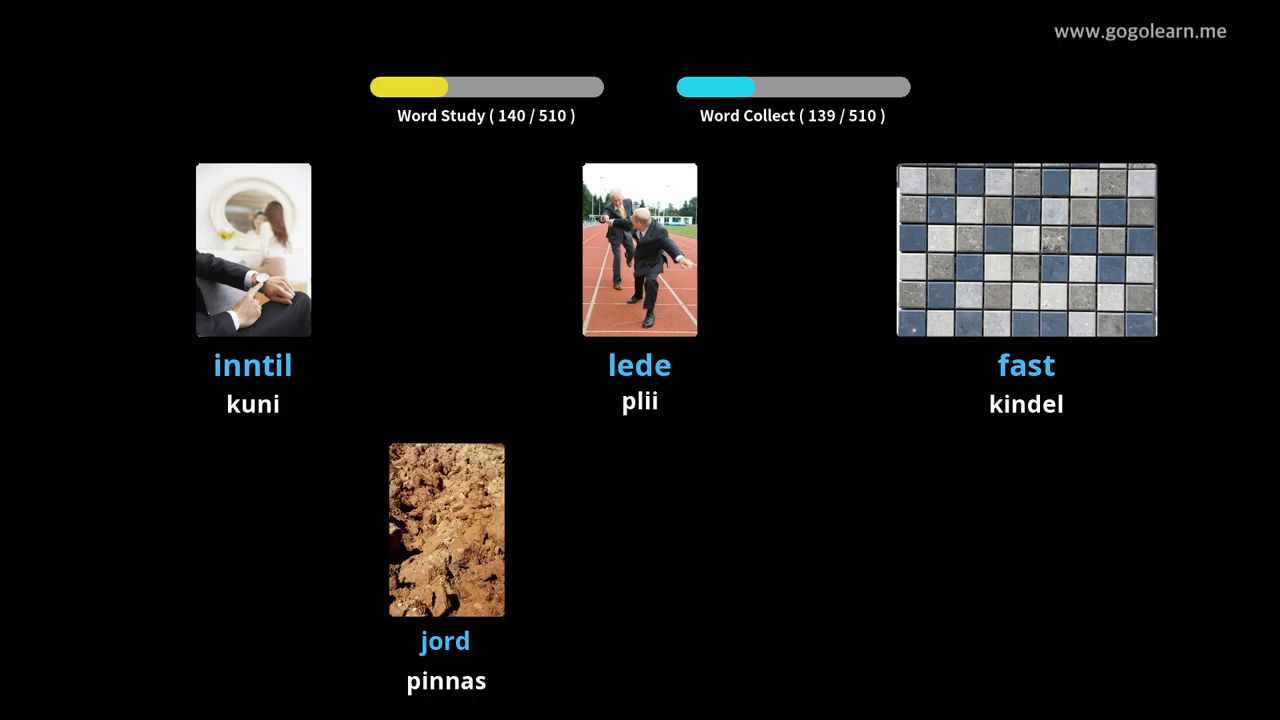 www.gogolearn.me
Word Study ( 140 / 510 )
Word Collect ( 139 / 510 )
inntil
kuni
lede
plii
fast
kindel
jord
pinnas